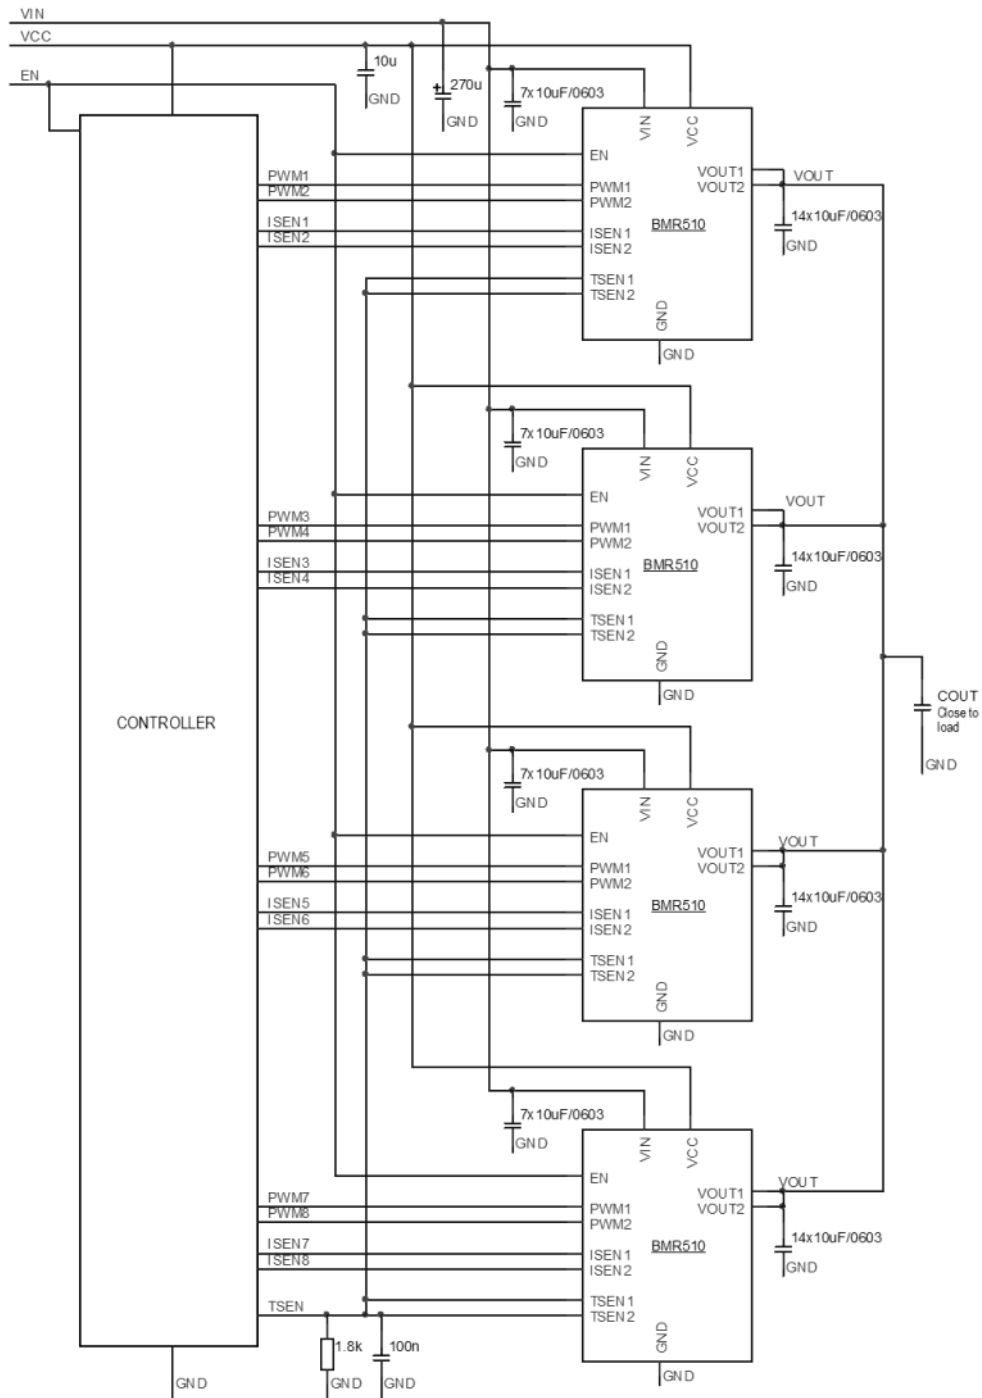 VIN
VCC
EN
10u
GND
270u
GND
7x10uF/0603
GND
VIN
VCC
EN
PWM1
PWM2
ISEN1
ISEN2
PWM1
PWM2
ISEN1
ISEN2
TSEN1
TSEN2
BMR510
VOUT1
VOUT2
VOUT
14x10uF/0603
GND
GND
GND
7x10uF/0603
GND
VIN
VCC
EN
PWM3
PWM4
ISEN3
ISEN4
PWM1
PWM2
ISEN1
ISEN2
TSEN1
TSEN2
BMR510
VOUT1
VOUT2
VOUT
14x10uF/0603
GND
GND
GND
CONTROLLER
COUT
Close to
load
GND
7x10uF/0603
GND
VIN
VCC
EN
PWM5
PWM6
ISEN5
ISEN6
PWM1
PWM2
ISEN1
ISEN2
TSEN1
TSEN2
BMR510
VOUT1
VOUT2
VOUT
14x10uF/0603
GND
GND
GND
7x10uF/0603
GND
VIN
VCC
EN
PWM7
PWM8
ISEN7
ISEN8
TSEN
PWM1
PWM2
ISEN1
ISEN2
TSEN1
TSEN2
BMR510
VOUT1
VOUT2
VOUT
14x10uF/0603
GND
GND
GND
1.8k
100n
GND
GND
GND